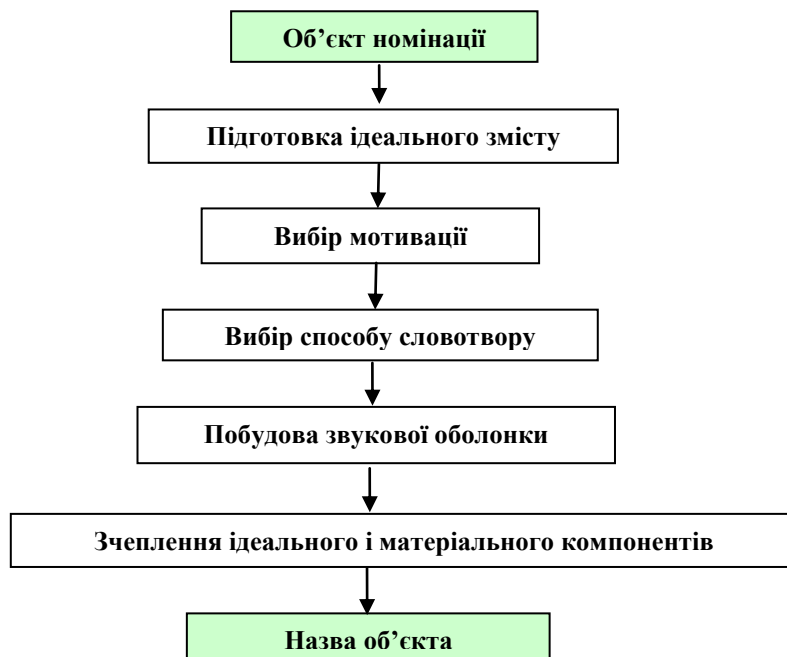 Об’єкт номінації
Підготовка ідеального змісту
Вибір мотивації
Вибір способу словотвору
Побудова звукової оболонки
Зчеплення ідеального і матеріального компонентів
Назва об’єкта